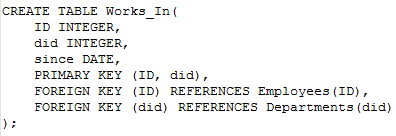 CREATE TABLE Works_In(
ID INTEGER,
did INTEGER,
since DATE,
PRIMARY KEY (ID, did),
FOREIGN KEY (ID) REFERENCES Employees(ID),
FOREIGN KEY (did) REFERENCES Departments(did)
);